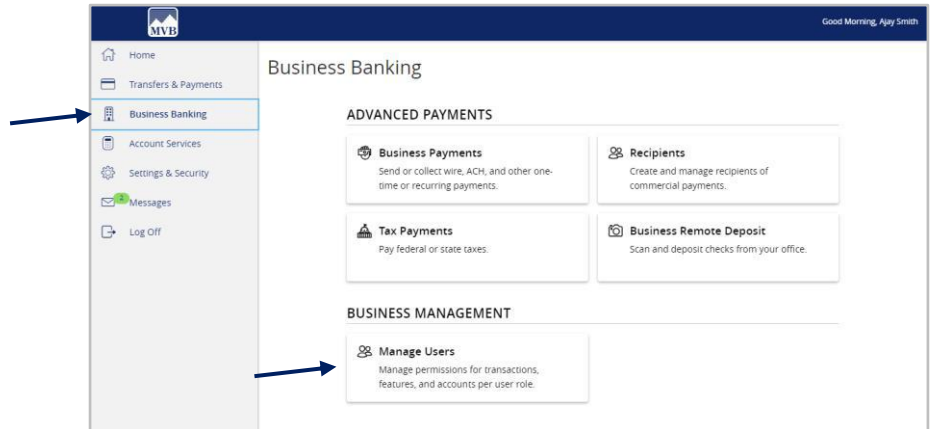 MVB
Good Morning, Ajay Smith
Home
Transfers & Payments
Business Banking
Account Services
Settings & Security
2
Messages
Log Off
Business Banking
ADVANCED PAYMENTS
Business Payments
Send or collect wire, ACH, and other one-
time or recurring payments.
Recipients
Create and manage recipients of
commercial payments.
Tax Payments
Pay federal or state taxes.
Business Remote Deposit
Scan and deposit checks from your office.
BUSINESS MANAGEMENT
Manage Users
Manage permissions for transactions,
features, and accounts per user role.